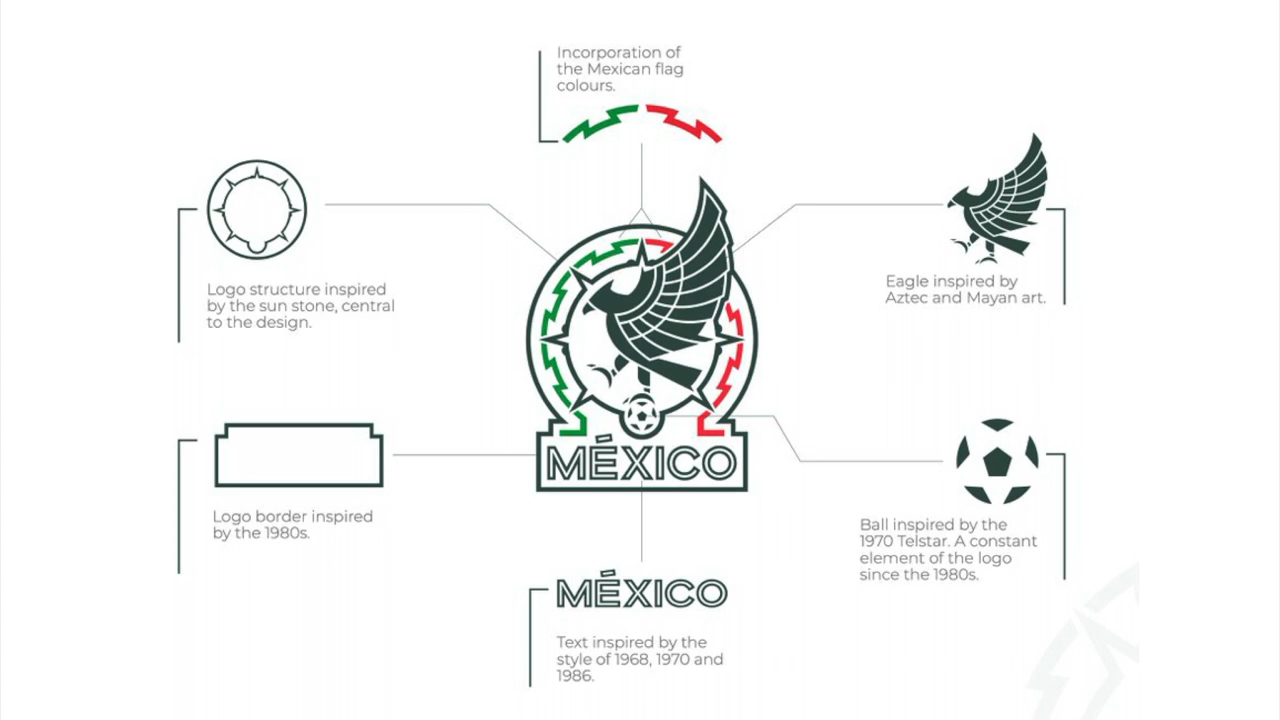 Incorporation of
the Mexican flag
colours.
Logo structure inspired
by the sun stone, central
to the design.
Eagle inspired by
Aztec and Mayan art.
MÉXICO
Logo border inspired
by the 1980s.
Ball inspired by the
1970 Telstar. A constant
element of the logo
since the 1980s.
MÉXICO
Text inspired by the
style of 1968, 1970 and
1986.